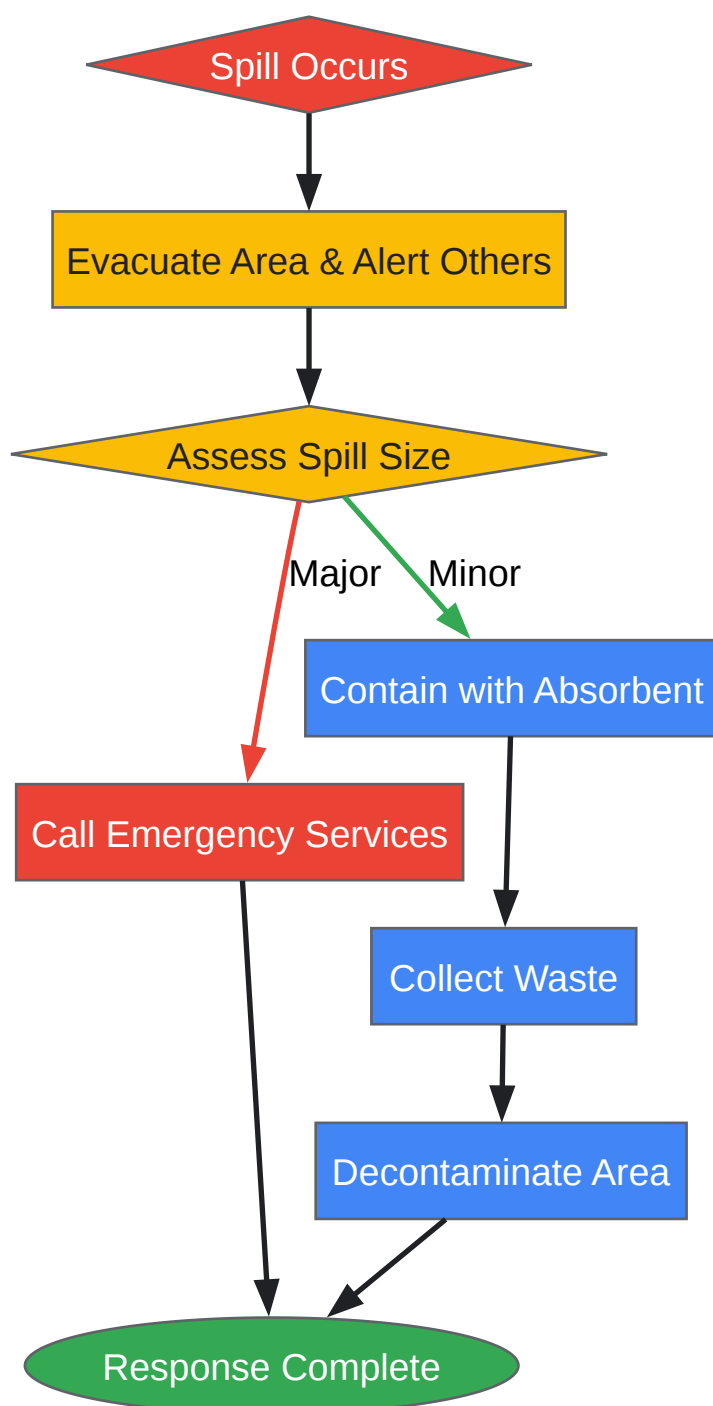 Spill Occurs
Evacuate Area & Alert Others
Assess Spill Size
Major
Minor
Contain with Absorbent
Call Emergency Services
Collect Waste
Decontaminate Area
Response Complete